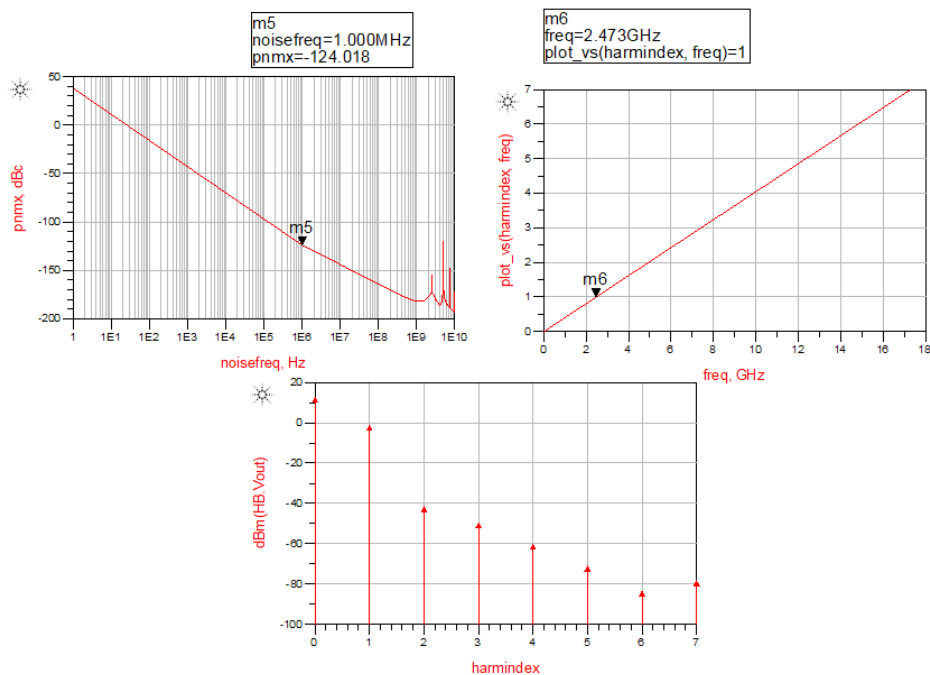 m5
noisefreq=1.000MHz
pnmx=-124.018
m6
freq=2.473GHz
plot_vs(harmindex, freq)=1
50
0
-50
-100
-150
-200
pnmx, dBc
m5
1 1E1 1E2 1E3 1E4 1E5 1E6 1E7 1E8 1E9 1E10
noisefreq, Hz
7
6
5
4
3
2
1
0
plot_vs(harmindex, freq)
m6
0 2 4 6 8 10 12 14 16 18
freq, GHz
20
0
-20
-40
-60
-80
-100
dBm(HB.Vout)
0 1 2 3 4 5 6 7
harmindex